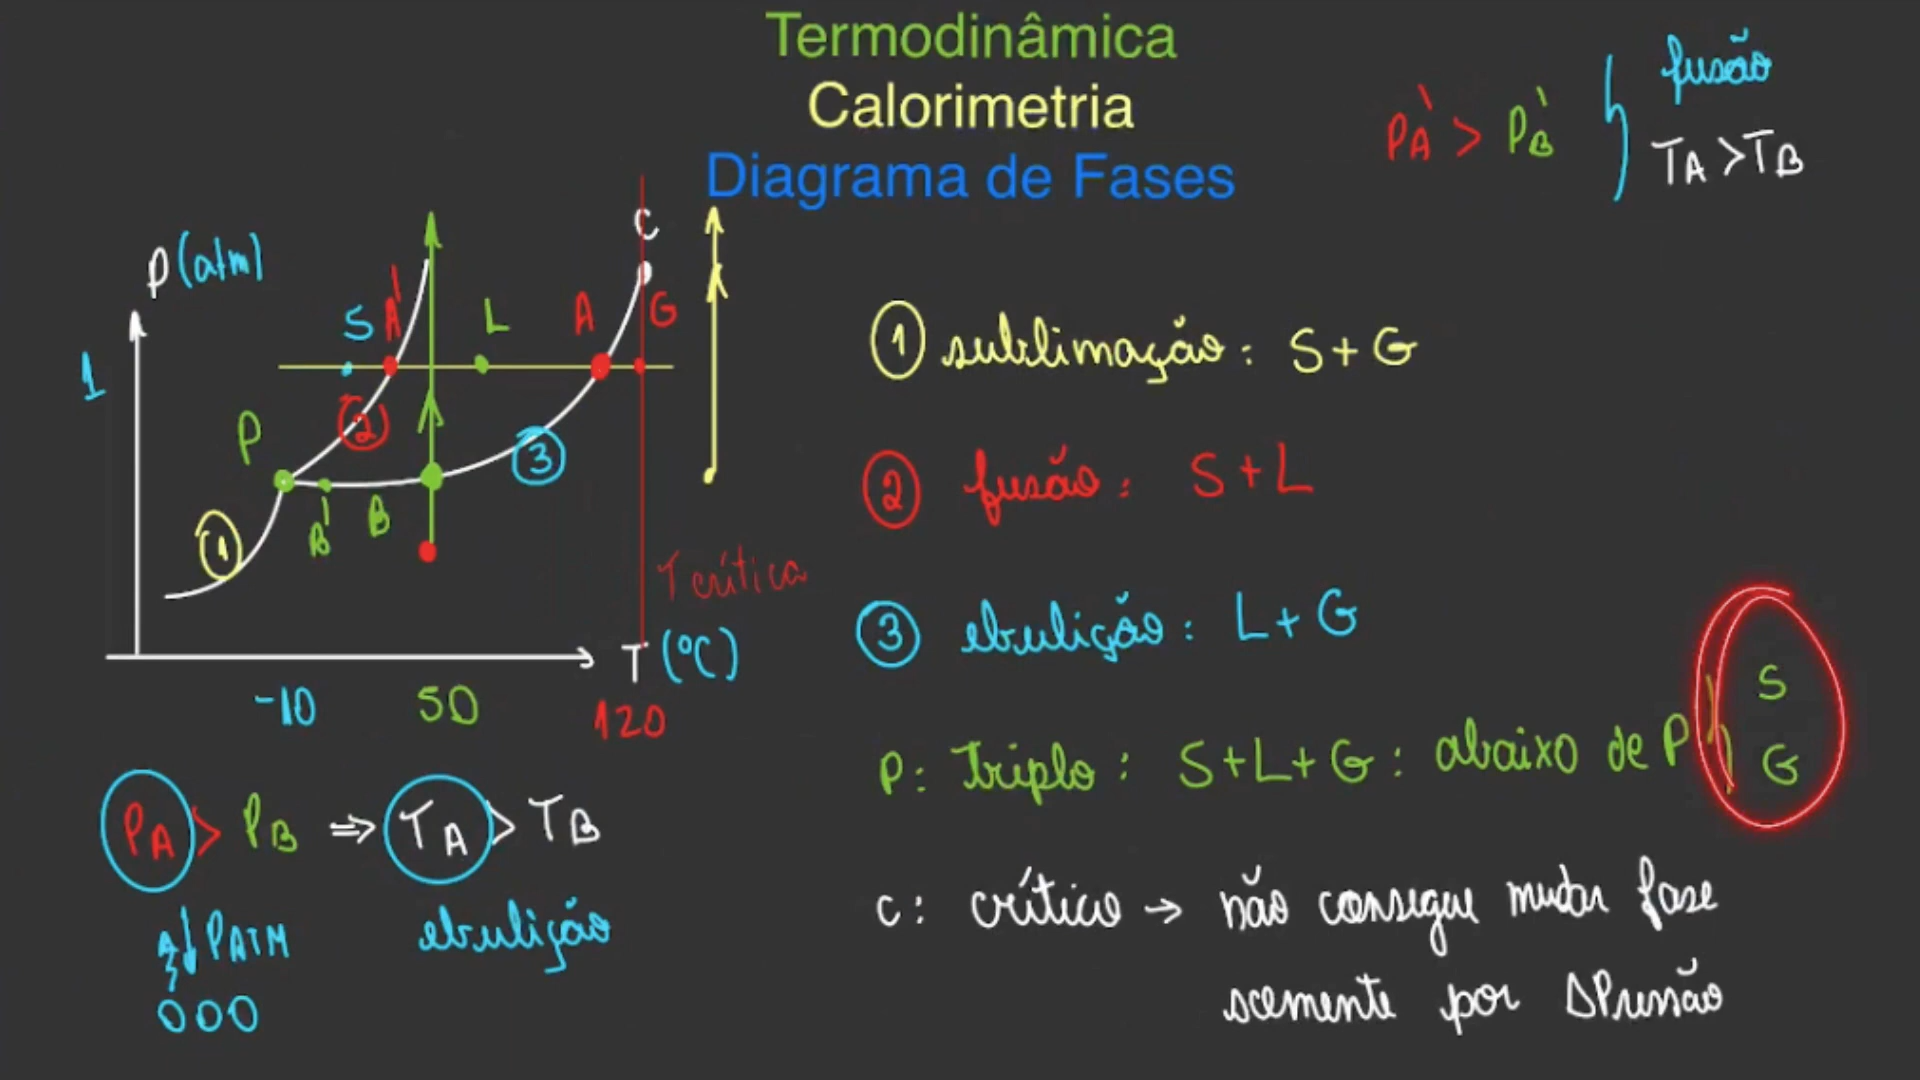 Termodinâmica
Calorimetria
Diagrama de Fases
PA' > PB' } fusão
TA > TB
P (atm)
1
S A' L A G C
P 2 3
1 B' B
T crítica
T (°C)
-10 50 120
PA > PB ⇒ TA > TB
↓PATM ebulição
000
1 sublimação: S+G
2 fusão: S+L
3 ebulição: L+G
P: Triplo: S+L+G: abaixo de P } S
G
C: crítico → não consegue mudar fase
somente por ΔPressão